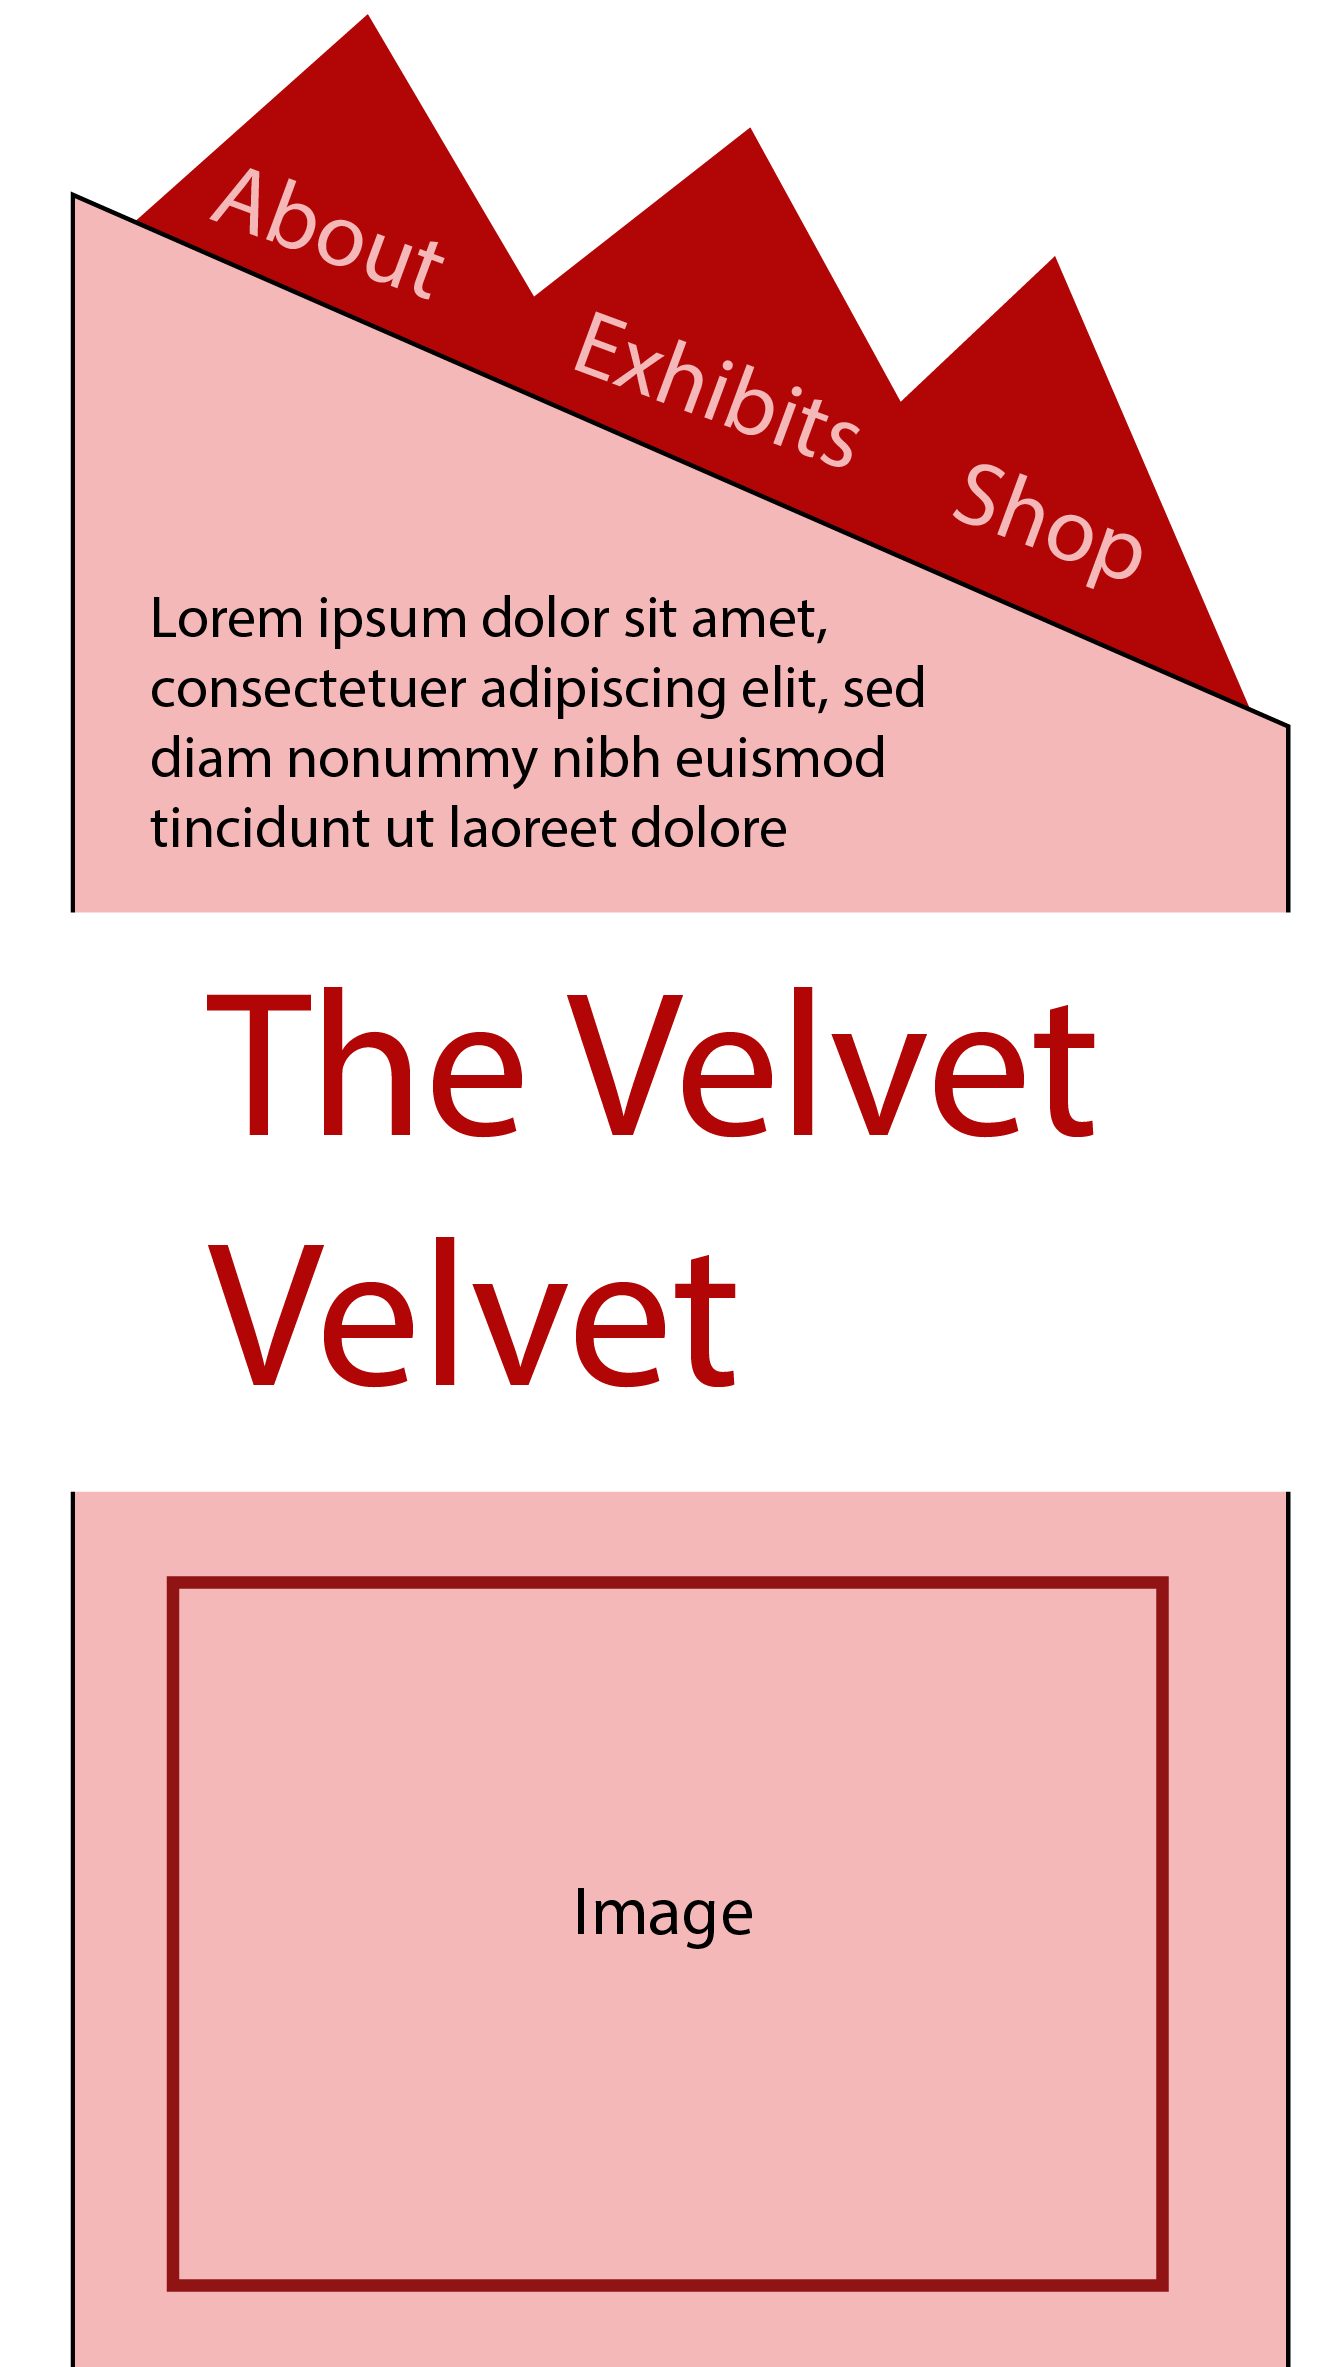 About
Exhibits
Shop
Lorem ipsum dolor sit amet,
consectetuer adipiscing elit, sed
diam nonummy nibh euismod
tincidunt ut laoreet dolore
The Velvet
Velvet
Image